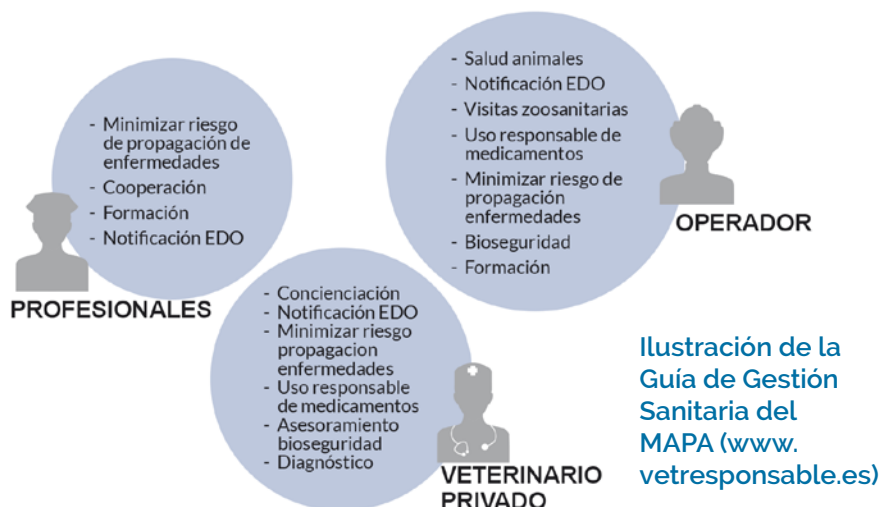 - Minimizar riesgo
de propagación de
enfermedades
- Cooperación
- Formación
- Notificación EDO
PROFESIONALES
- Salud animales
- Notificación EDO
- Visitas zoosanitarias
- Uso responsable de
medicamentos
- Minimizar riesgo de
propagación
enfermedades
- Bioseguridad
- Formación
OPERADOR
- Concienciación
- Notificación EDO
- Minimizar riesgo
propagacion
enfermedades
- Uso responsable
de medicamentos
- Asesoramiento
bioseguridad
- Diagnóstico
VETERINARIO
PRIVADO
Ilustración de la
Guía de Gestión
Sanitaria del
MAPA (www.
vetresponsable.es)